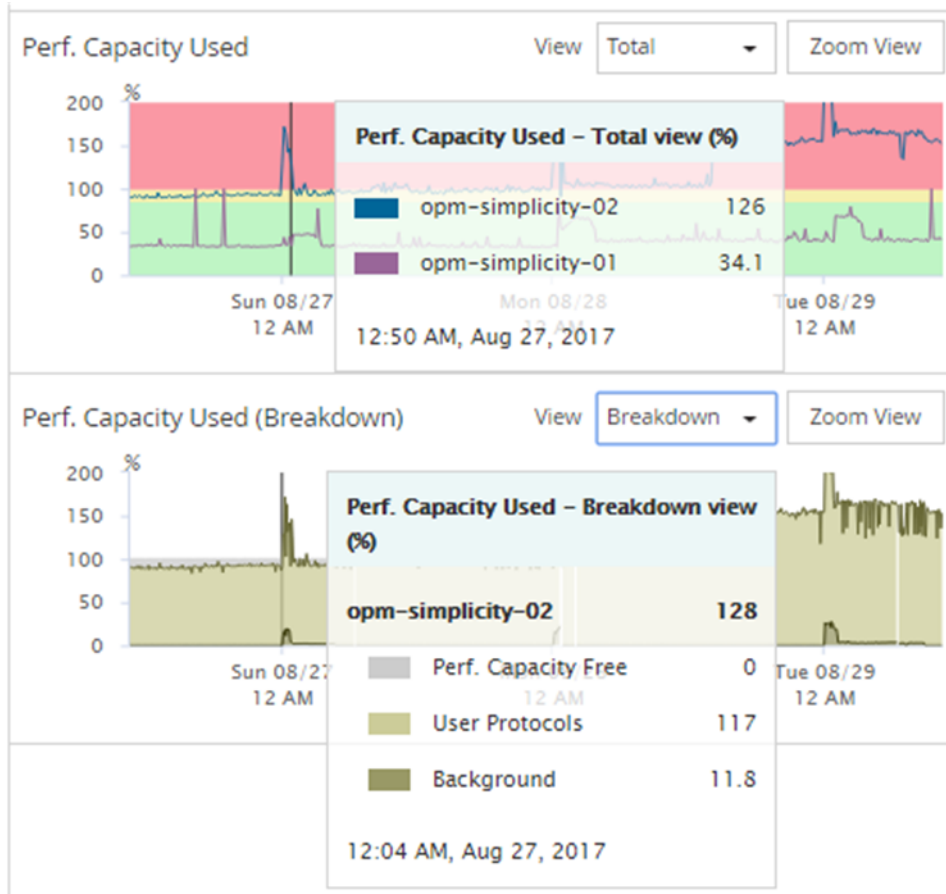 Perf. Capacity Used View Total Zoom View
%
200
150
100
50
0
Perf. Capacity Used – Total view (%)
opm-simplicity-02 126
opm-simplicity-01 34.1
12:50 AM, Aug 27, 2017
Sun 08/27 Mon 08/28 Tue 08/29
12 AM 12 AM 12 AM
Perf. Capacity Used (Breakdown) View Breakdown Zoom View
%
200
150
100
50
0
Perf. Capacity Used – Breakdown view
(%)
opm-simplicity-02 128
Perf. Capacity Free 0
User Protocols 117
Background 11.8
12:04 AM, Aug 27, 2017
Sun 08/27 Tue 08/29
12 AM 12 AM 12 AM